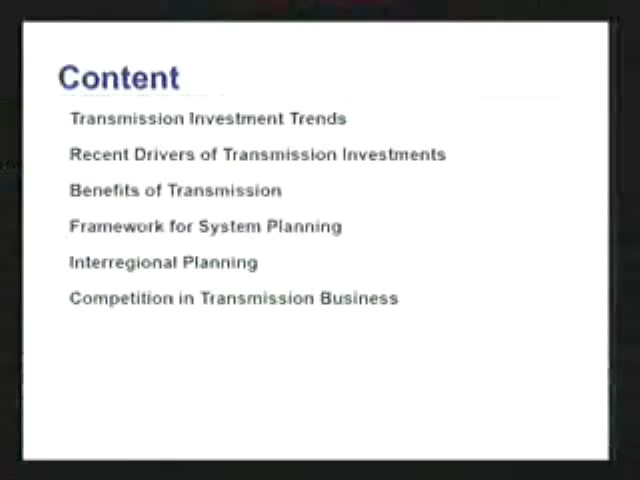 Content
Transmission Investment Trends
Recent Drivers of Transmission Investments
Benefits of Transmission
Framework for System Planning
Interregional Planning
Competition in Transmission Business